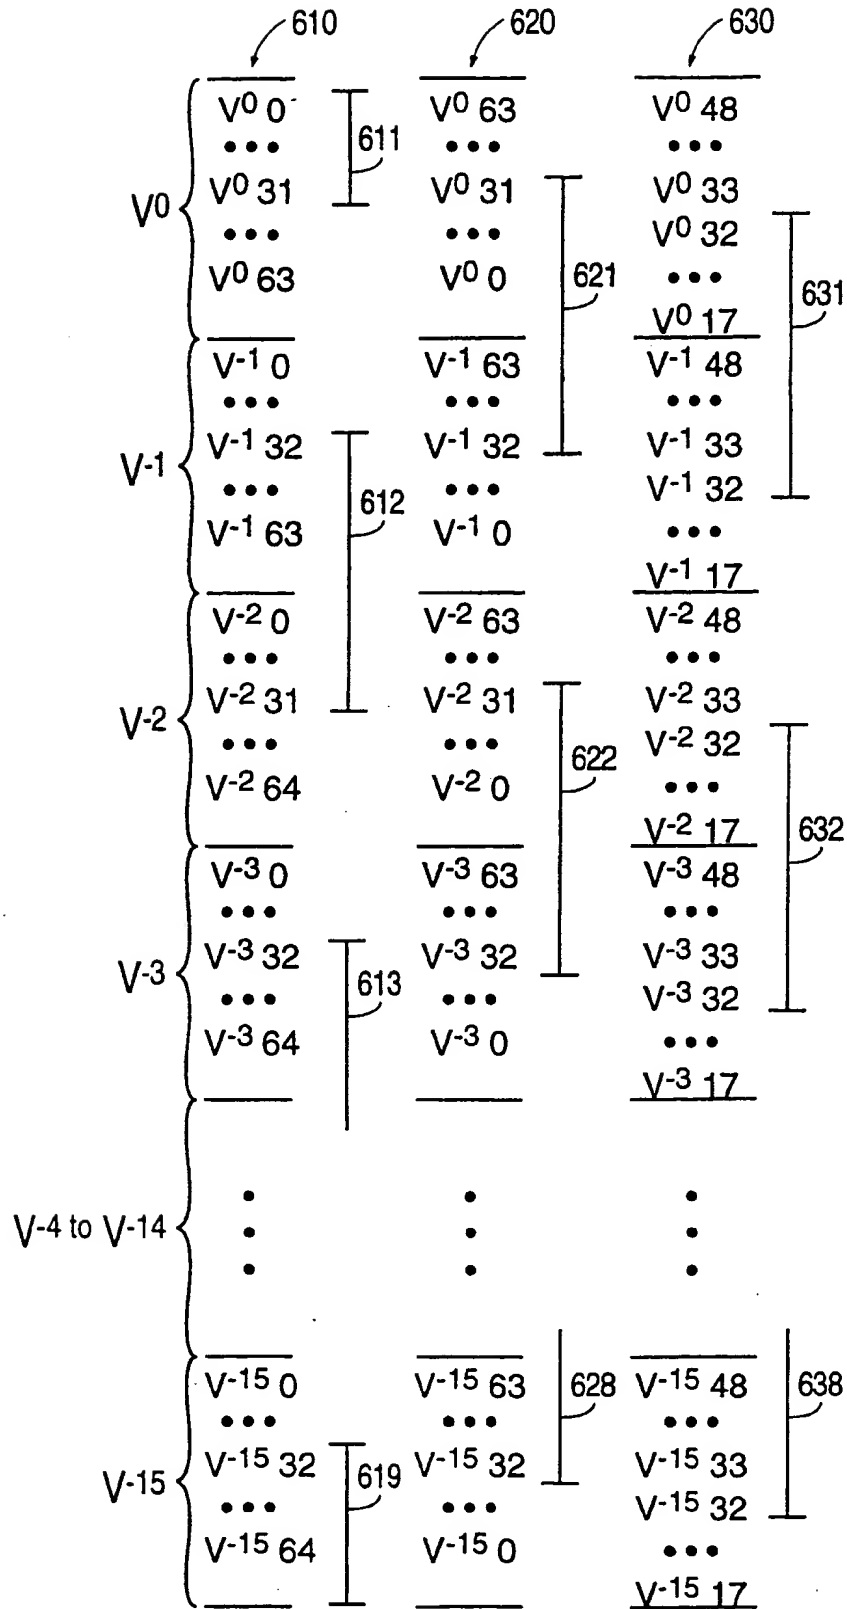 610 620 630
V0 0 V0 63 V0 48
••• ••• •••
611
V0 31 V0 31 V0 33
V0
••• ••• V0 32
V0 63 V0 0 •••
621
631
V0 17
V-1 0 V-1 63 V-1 48
••• ••• •••
V-1 32 V-1 32 V-1 33
V-1
••• ••• V-1 32
612
V-1 63 V-1 0 •••
V-1 17
V-2 0 V-2 63 V-2 48
••• ••• •••
V-2 31 V-2 31 V-2 33
V-2
••• ••• V-2 32
622
V-2 64 V-2 0 •••
V-2 17
632
V-3 0 V-3 63 V-3 48
••• ••• •••
V-3 32 V-3 32 V-3 33
V-3
613
••• ••• V-3 32
V-3 64 V-3 0 •••
V-3 17
• • •
V-4 to V-14 • • •
• • •
V-15 0 V-15 63 628 V-15 48 638
••• ••• •••
V-15 32 V-15 32 V-15 33
V-15 619
••• ••• V-15 32
V-15 64 V-15 0 •••
V-15 17